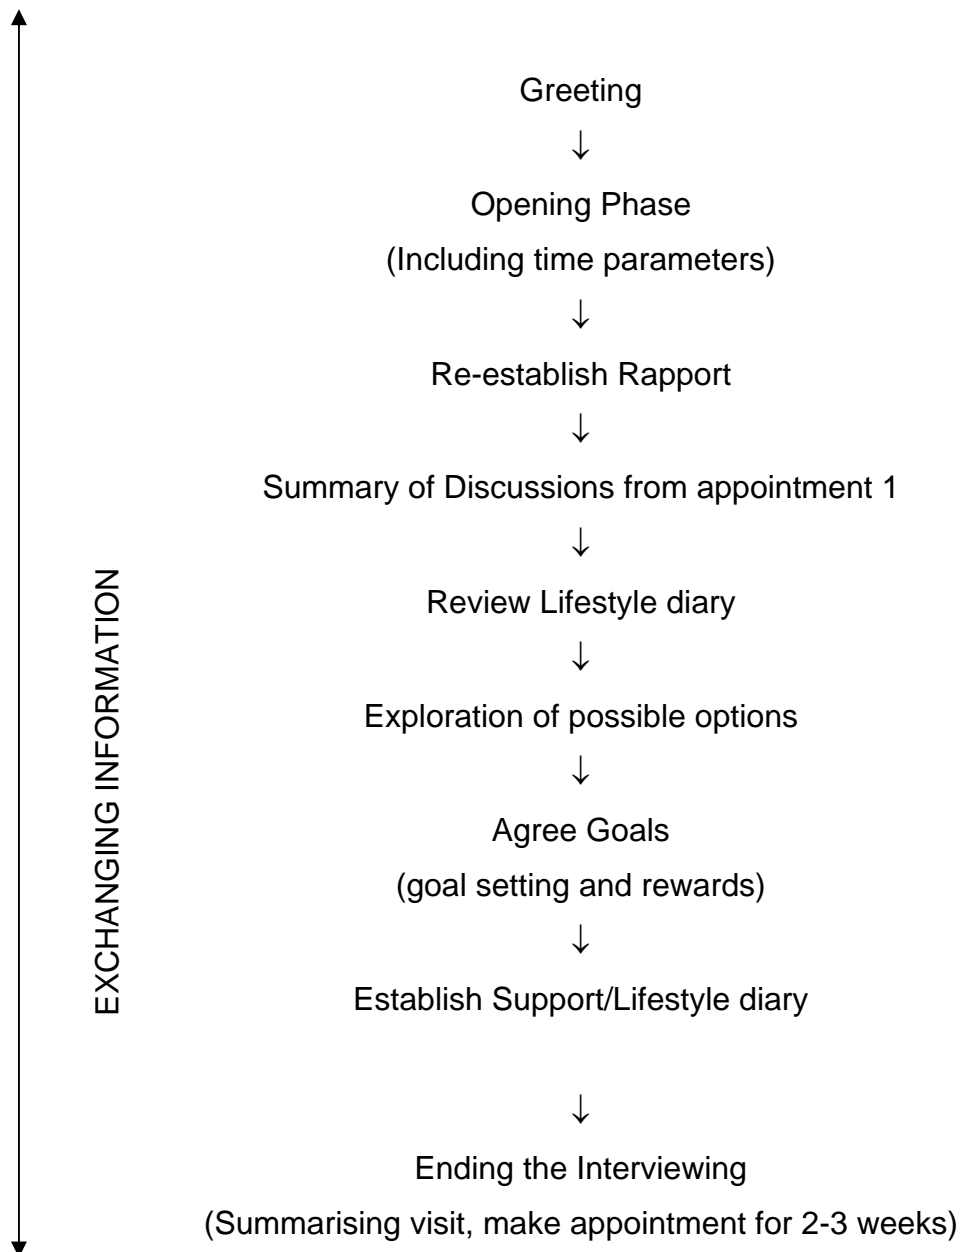 Greeting
↓
Opening Phase
(Including time parameters)
↓
Re-establish Rapport
↓
Summary of Discussions from appointment 1
↓
Review Lifestyle diary
↓
Exploration of possible options
↓
Agree Goals
(goal setting and rewards)
↓
Establish Support/Lifestyle diary
↓
Ending the Interviewing
(Summarising visit, make appointment for 2-3 weeks)
EXCHANGING INFORMATION